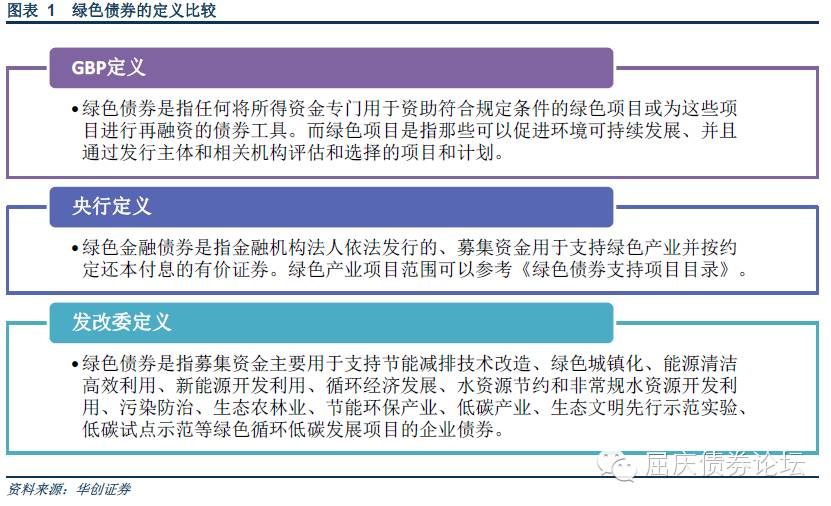 图表 1 绿色债券的定义比较
GBP定义
•绿色债券是指任何将所得资金专门用于资助符合规定条件的绿色项目或为这些项
目进行再融资的债券工具。而绿色项目是指那些可以促进环境可持续发展、并且
通过发行主体和相关机构评估和选择的项目和计划。
央行定义
•绿色金融债券是指金融机构法人依法发行的、募集资金用于支持绿色产业并按约
定还本付息的有价证券。绿色产业项目范围可以参考《绿色债券支持项目目录》。
发改委定义
•绿色债券是指募集资金主要用于支持节能减排技术改造、绿色城镇化、能源清洁
高效利用、新能源开发利用、循环经济发展、水资源节约和非常规水资源开发利
用、污染防治、生态农林业、节能环保产业、低碳产业、生态文明先行示范实验、
低碳试点示范等绿色循环低碳发展项目的企业债券。
屈庆债券论坛
资料来源：华创证券